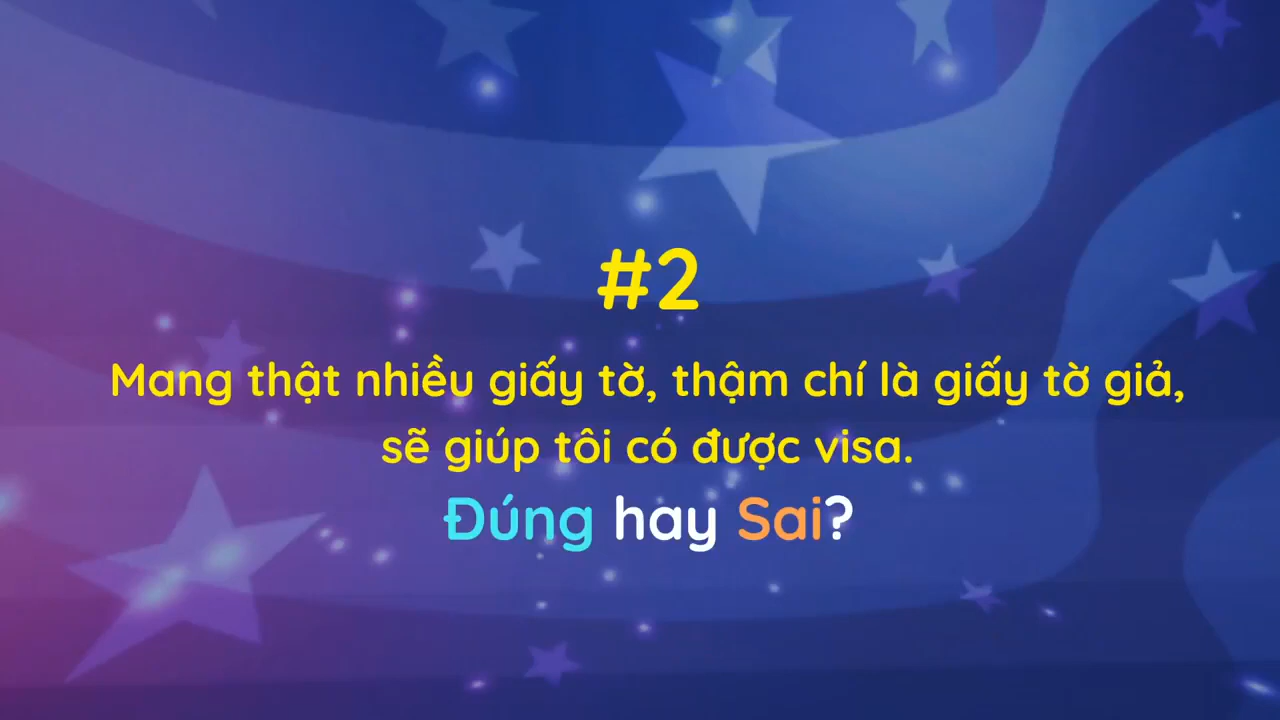 #2
Mang thật nhiều giấy tờ, thậm chí là giấy tờ giả,
sẽ giúp tôi có được visa.
Đúng hay Sai?